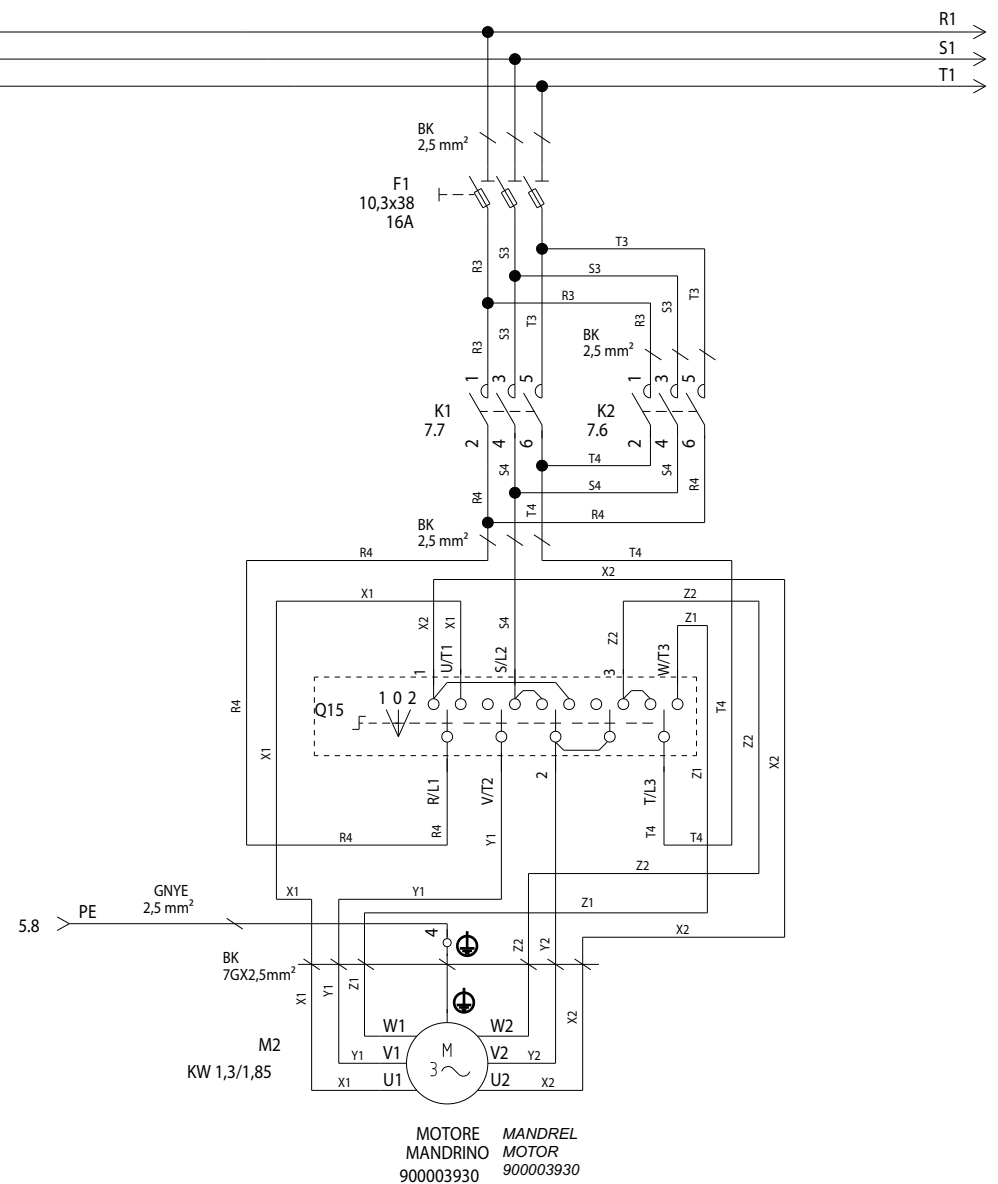 R1
S1
T1
BK
2,5 mm²
F1
10,3x38
16A
T3
S3
R3
R3
S3
T3
R3
S3
T3
R3
S3
BK
2,5 mm²
1
3
5
K1
7.7
2
4
6
1
3
5
K2
7.6
2
4
6
T4
S4
R4
S4
R4
S4
R4
T4
BK
2,5 mm²
R4
T4
X2
X1
Z2
Z1
X2
X1
S4
Z2
1
U/T1
S/L2
3
W/T3
Q15
1 0 2
R4
X1
T4
Z2
X2
Z1
R/L1
V/T2
2
T/L3
R4
Y1
T4
R4
T4
Z2
X1
Y1
Z1
X2
GNYE
2,5 mm²
5.8
PE
4
Z2
Y2
BK
7GX2,5mm²
X1
Y1
Z1
X2
W1
W2
V1
V2
U1
U2
Y1
Y2
X1
X2
M
3
M2
KW 1,3/1,85
MOTORE
MANDRINO
900003930
MANDREL
MOTOR
900003930